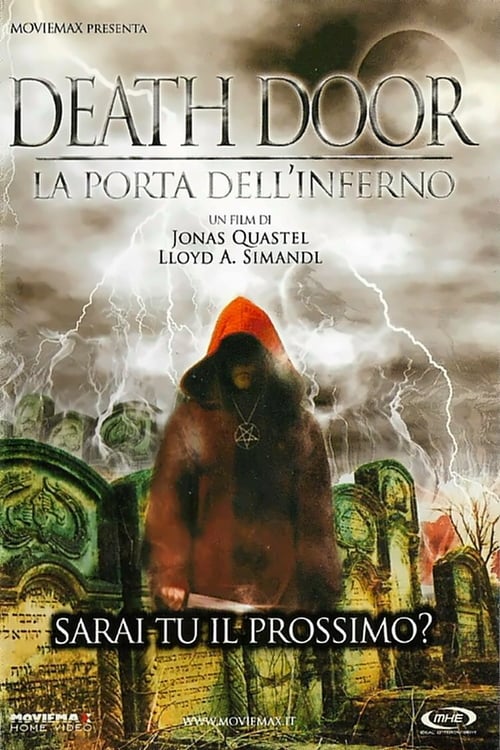 MOVIEMAX PRESENTA
DEATH DOOR
LA PORTA DELL'INFERNO
UN FILM DI
JONAS QUASTEL
LLOYD A. SIMANDL
SARAI TU IL PROSSIMO?
MOVIEMAX
HOME VIDEO
WWW.MOVIEMAX.IT
MHE